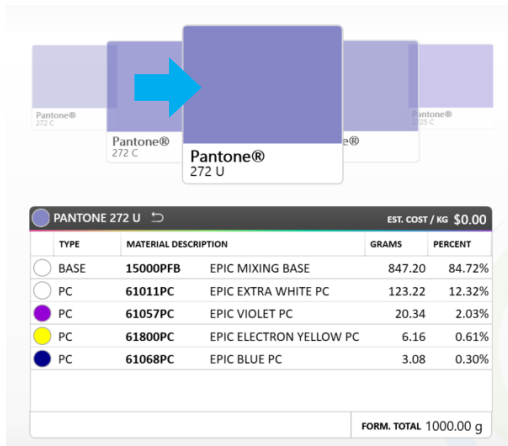 Pantone®
272 C
Pantone®
272 C
Pantone®
272 U
PANTONE 272 U EST. COST / KG $0.00
TYPE MATERIAL DESCRIPTION GRAMS PERCENT
BASE 15000PFB EPIC MIXING BASE 847.20 84.72%
PC 61011PC EPIC EXTRA WHITE PC 123.22 12.32%
PC 61057PC EPIC VIOLET PC 20.34 2.03%
PC 61800PC EPIC ELECTRON YELLOW PC 6.16 0.61%
PC 61068PC EPIC BLUE PC 3.08 0.30%
FORM. TOTAL 1000.00 g